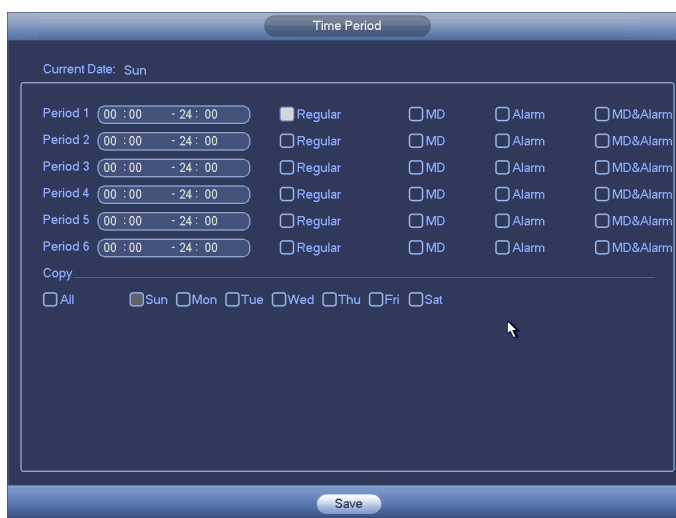 Time Period
Current Date: Sun
Period 1 00 :00 - 24 : 00 Regular MD Alarm MD&Alarm
Period 2 00 :00 - 24 : 00 Regular MD Alarm MD&Alarm
Period 3 00 :00 - 24 : 00 Regular MD Alarm MD&Alarm
Period 4 00 :00 - 24 : 00 Regular MD Alarm MD&Alarm
Period 5 00 :00 - 24 : 00 Regular MD Alarm MD&Alarm
Period 6 00 :00 - 24 : 00 Regular MD Alarm MD&Alarm
Copy
All Sun Mon Tue Wed Thu Fri Sat
Save